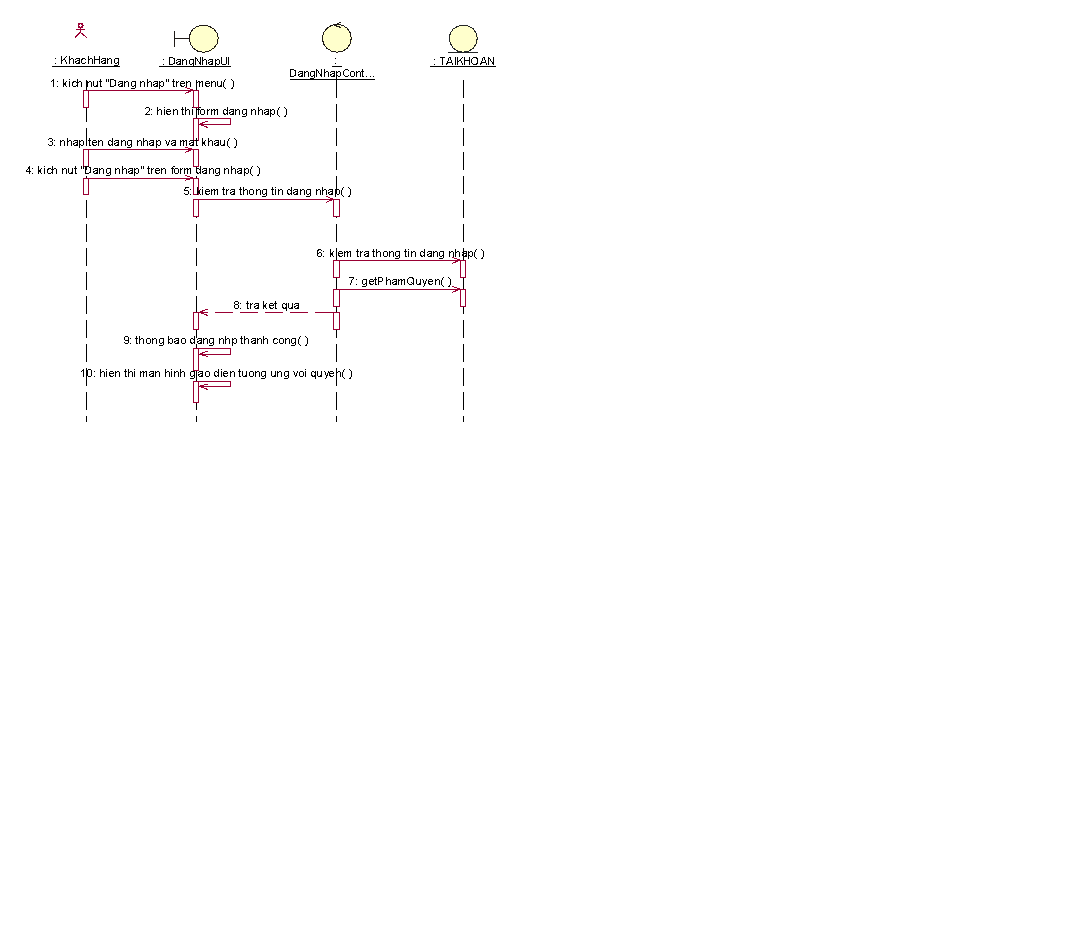 : KhachHang
: DangNhapUI
:
DangNhapCont...
: TAIKHOAN
1: kich nut "Dang nhap" tren menu( )
2: hien thi form dang nhap( )
3: nhap ten dang nhap va mat khau( )
4: kich nut "Dang nhap" tren form dang nhap( )
5: kiem tra thong tin dang nhap( )
6: kiem tra thong tin dang nhap( )
7: getPhamQuyen( )
8: tra ket qua
9: thong bao dang nhp thanh cong( )
10: hien thi man hinh giao dien tuong ung voi quyen( )